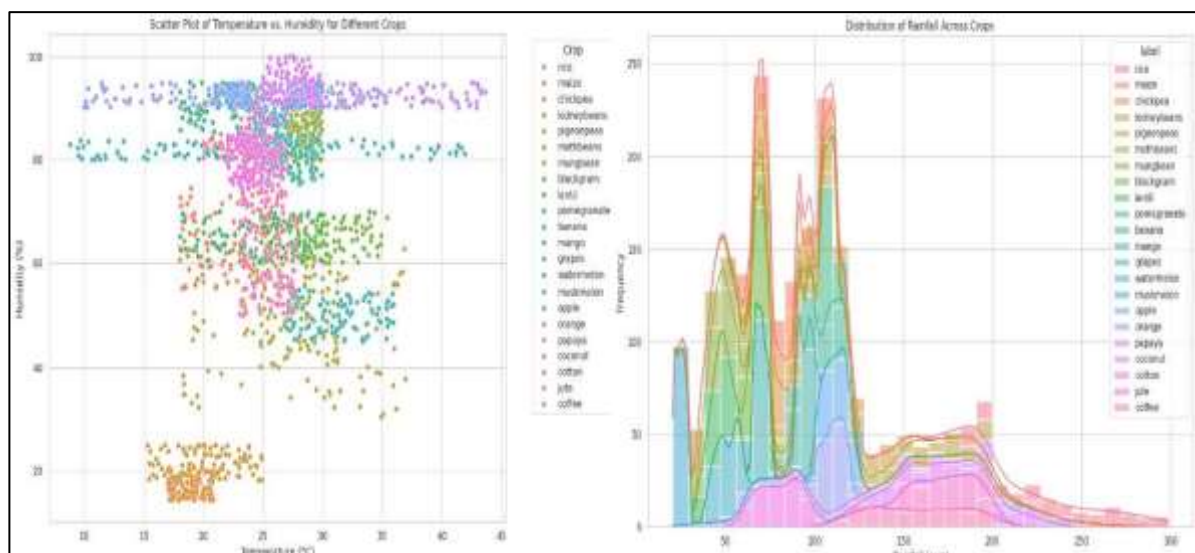 Scatter Plot of Temperature vs. Humidity for Different Crops
100
80
60
40
20
Humidity (%)
10 15 20 25 30 35 40 45
Temperature (°C)
Crop
rice
maize
chickpea
kidneybeans
pigeonpeas
mothbeans
mungbean
blackgram
lentil
pomegranate
banana
mango
grapes
watermelon
muskmelon
apple
orange
papaya
coconut
cotton
jute
coffee
Distribution of Rainfall Across Crops
250
200
150
100
50
0
Frequency
50 100 150 200 250 300
label
rice
maize
chickpea
kidneybeans
pigeonpeas
mothbeans
mungbean
blackgram
lentil
pomegranate
banana
mango
grapes
watermelon
muskmelon
apple
orange
papaya
coconut
cotton
jute
coffee